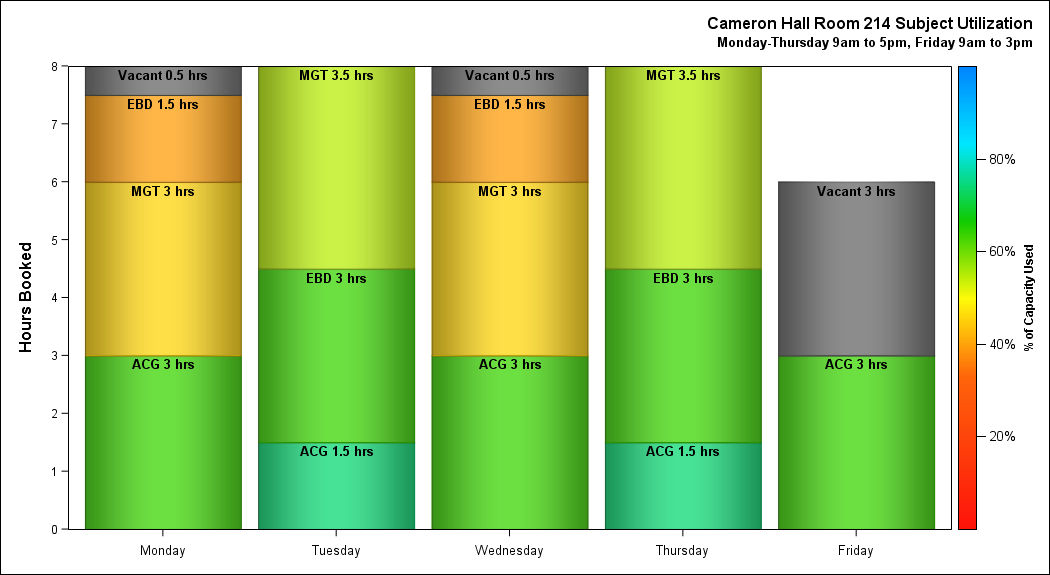 Cameron Hall Room 214 Subject Utilization
Monday-Thursday 9am to 5pm, Friday 9am to 3pm
Hours Booked
8
7
6
5
4
3
2
1
0
Vacant 0.5 hrs
EBD 1.5 hrs
MGT 3 hrs
ACG 3 hrs
MGT 3.5 hrs
EBD 3 hrs
ACG 1.5 hrs
Vacant 0.5 hrs
EBD 1.5 hrs
MGT 3 hrs
ACG 3 hrs
MGT 3.5 hrs
EBD 3 hrs
ACG 1.5 hrs
Vacant 3 hrs
ACG 3 hrs
Monday
Tuesday
Wednesday
Thursday
Friday
80%
60%
40%
20%
% of Capacity Used